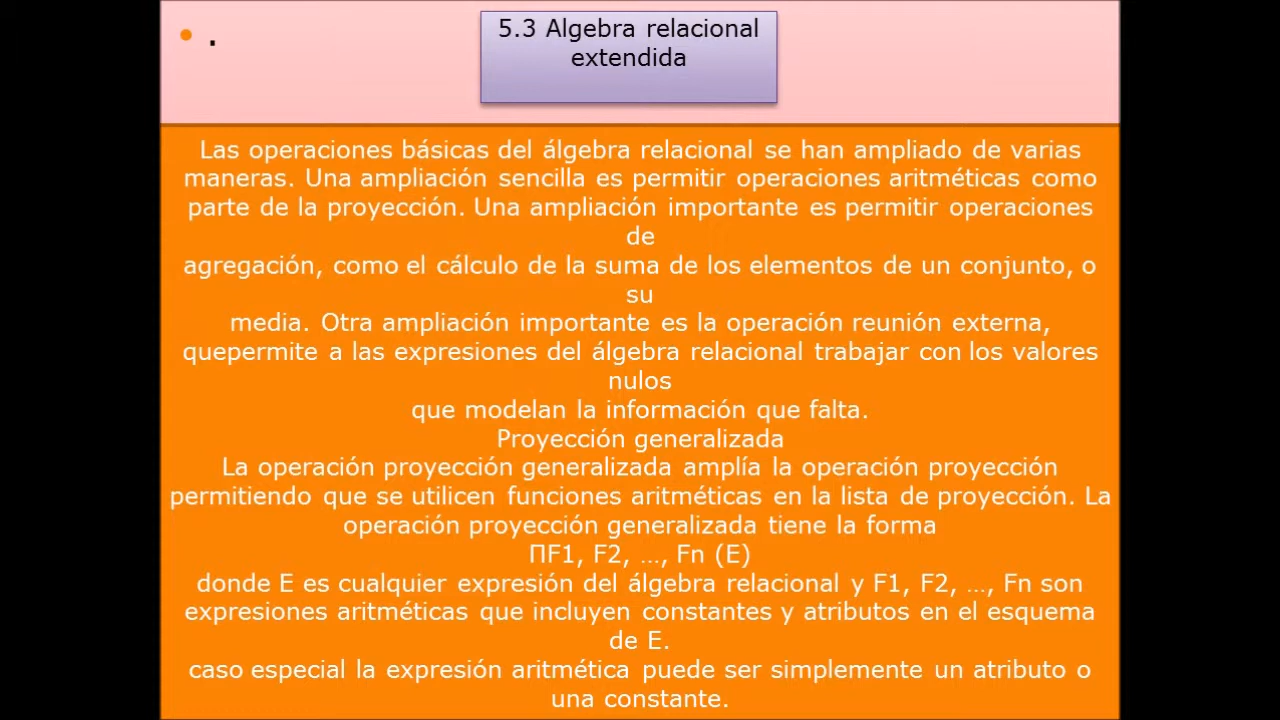 .
5.3 Algebra relacional
extendida
Las operaciones básicas del álgebra relacional se han ampliado de varias
maneras. Una ampliación sencilla es permitir operaciones aritméticas como
parte de la proyección. Una ampliación importante es permitir operaciones
de
agregación, como el cálculo de la suma de los elementos de un conjunto, o
su
media. Otra ampliación importante es la operación reunión externa,
quepermite a las expresiones del álgebra relacional trabajar con los valores
nulos
que modelan la información que falta.
Proyección generalizada
La operación proyección generalizada amplía la operación proyección
permitiendo que se utilicen funciones aritméticas en la lista de proyección. La
operación proyección generalizada tiene la forma
ΠF1, F2, …, Fn (E)
donde E es cualquier expresión del álgebra relacional y F1, F2, …, Fn son
expresiones aritméticas que incluyen constantes y atributos en el esquema
de E.
caso especial la expresión aritmética puede ser simplemente un atributo o
una constante.